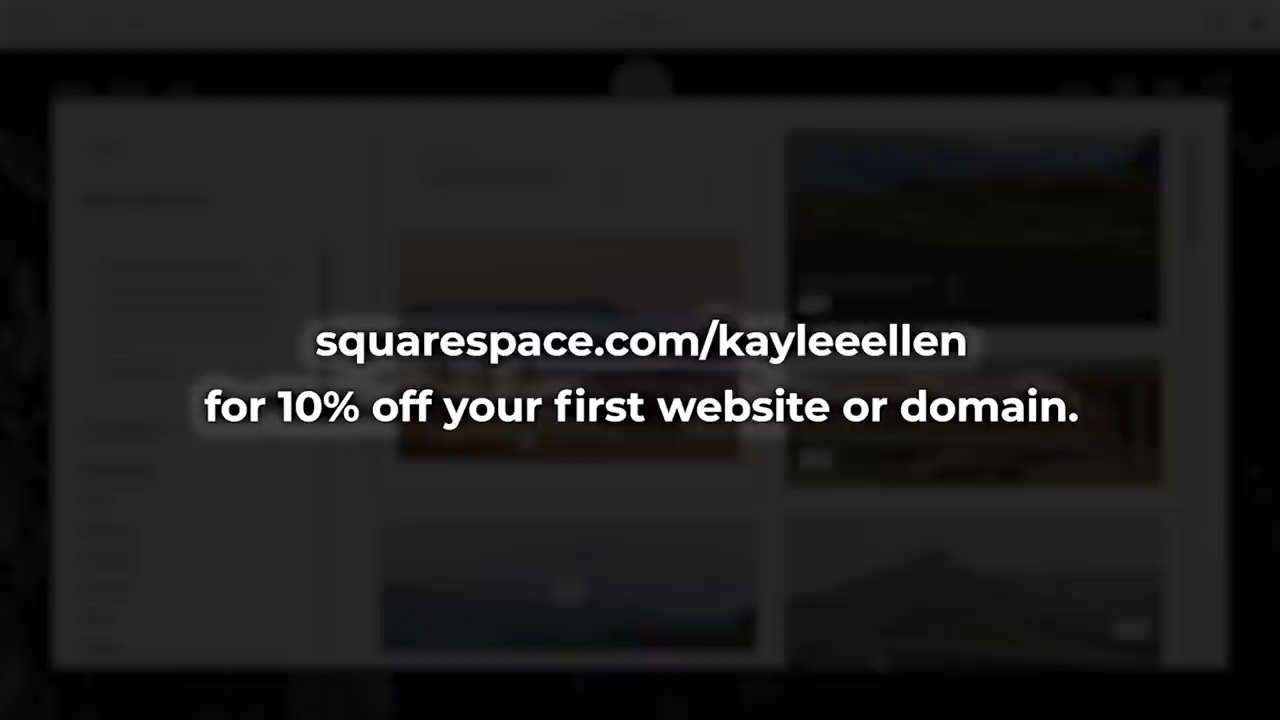 squarespace.com/kayleeellen
for 10% off your first website or domain.